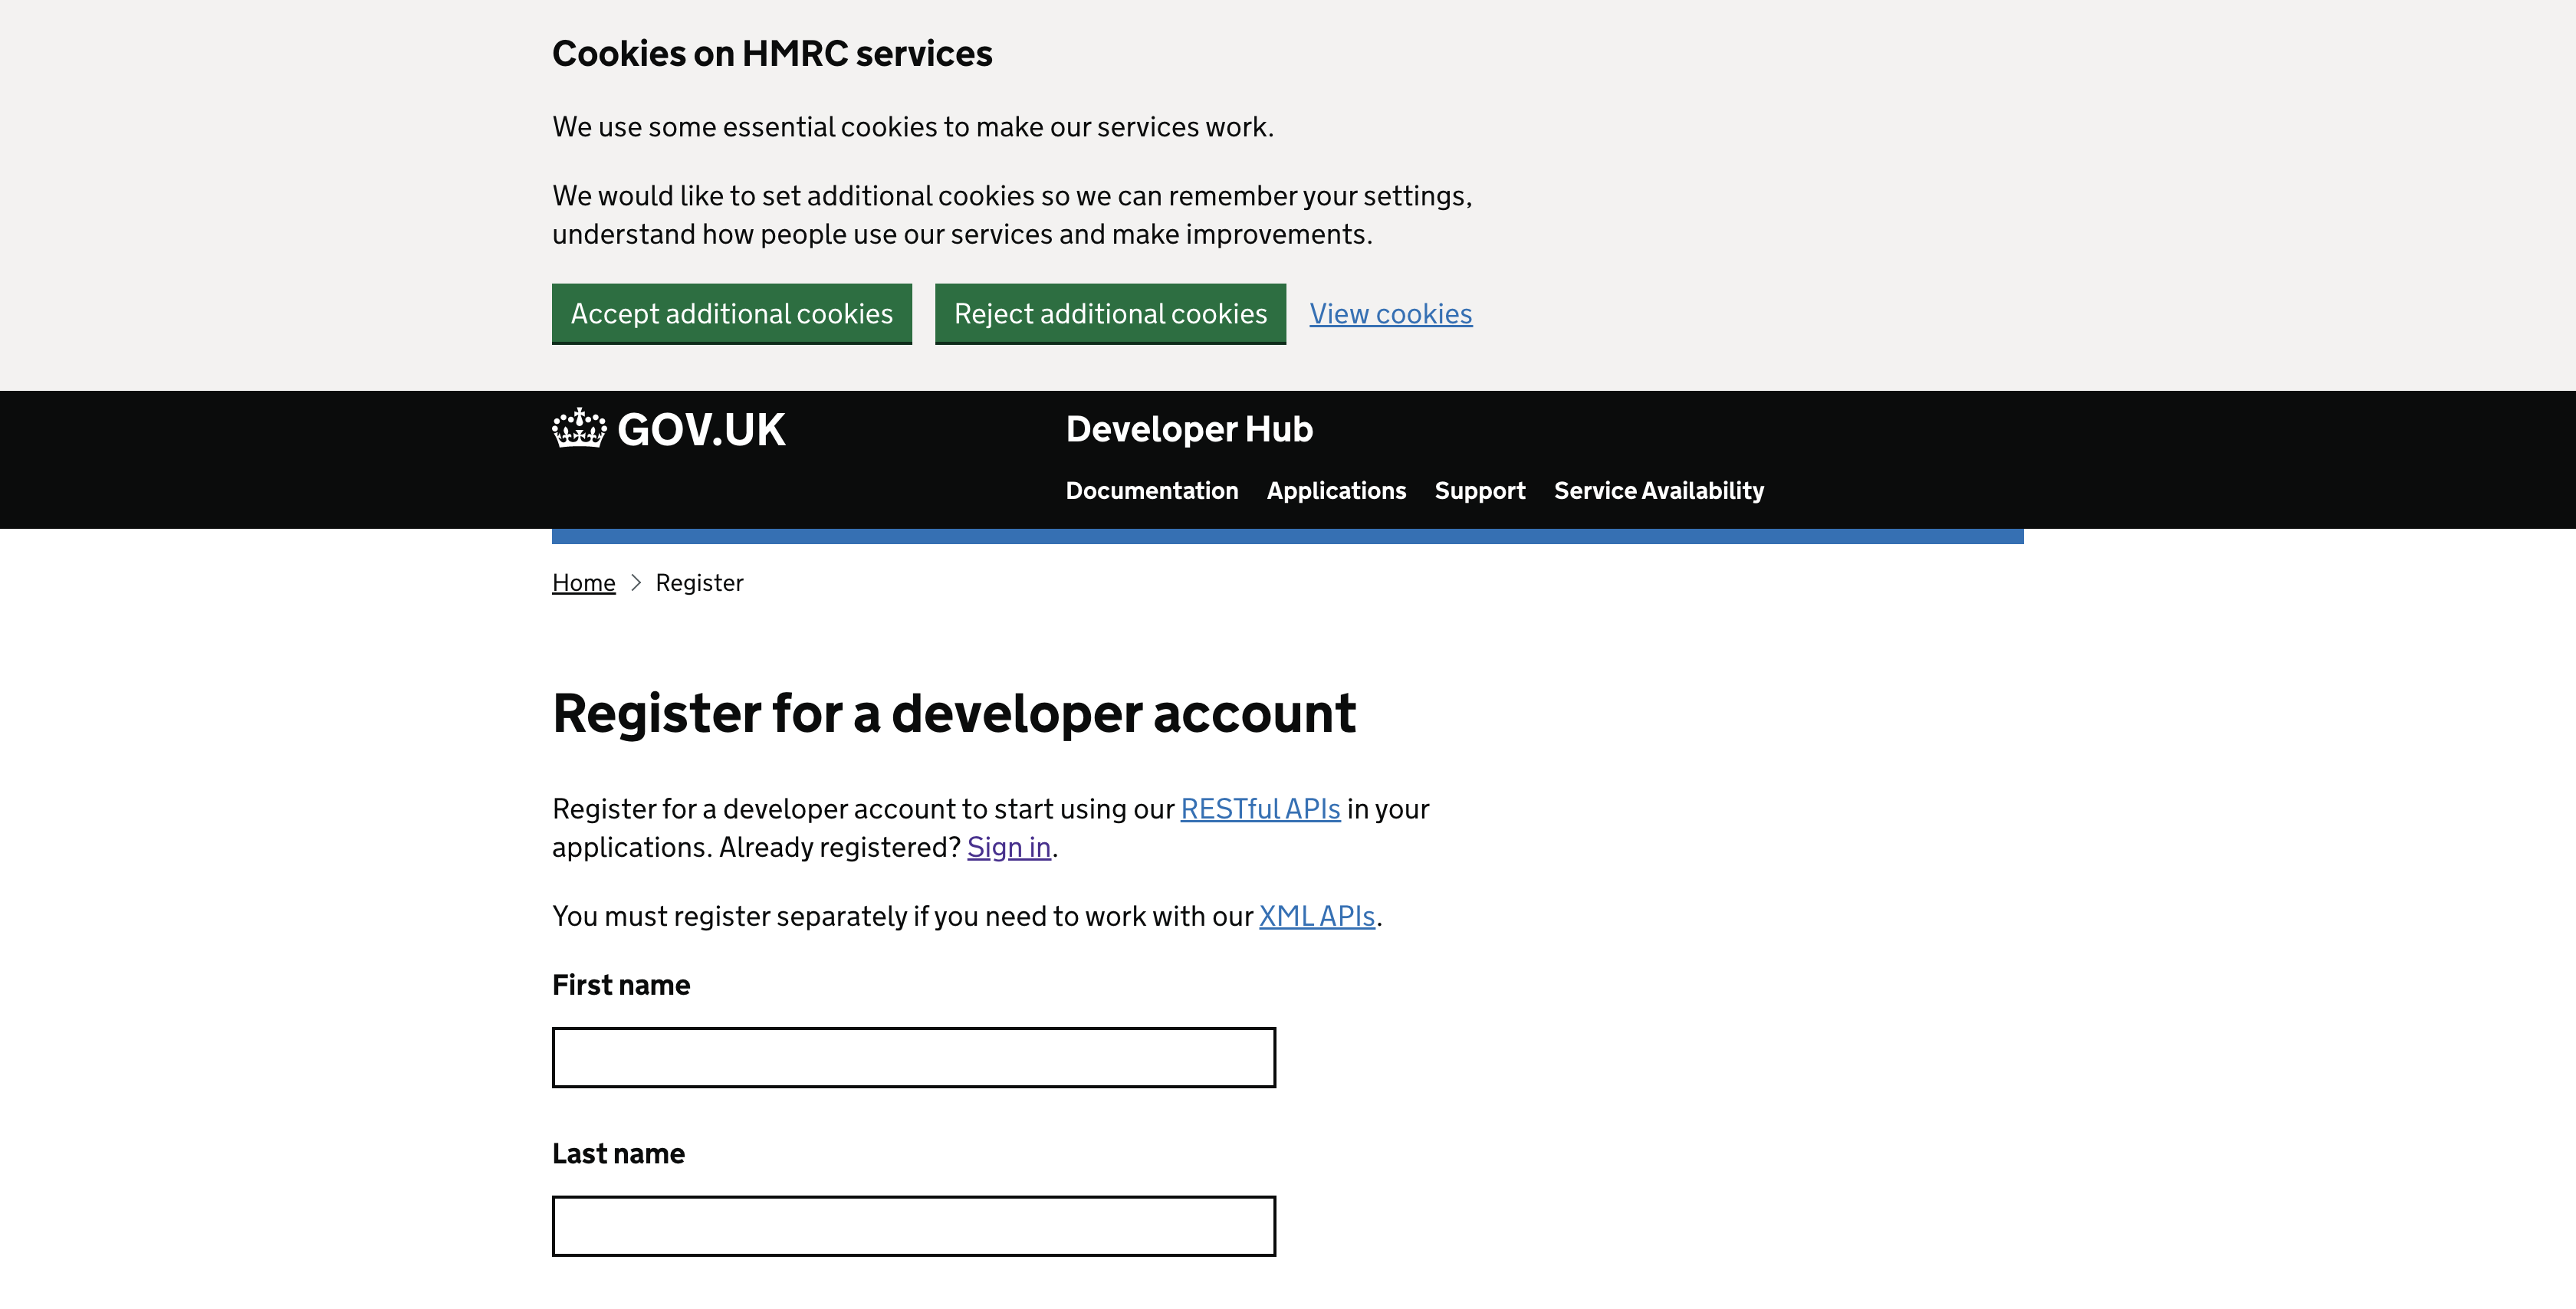 Cookies on HMRC services
We use some essential cookies to make our services work.
We would like to set additional cookies so we can remember your settings,
understand how people use our services and make improvements.
Accept additional cookies Reject additional cookies View cookies
GOV.UK Developer Hub
Documentation Applications Support Service Availability
Home Register
Register for a developer account
Register for a developer account to start using our RESTful APIs in your
applications. Already registered? Sign in.
You must register separately if you need to work with our XML APIs.
First name
Last name